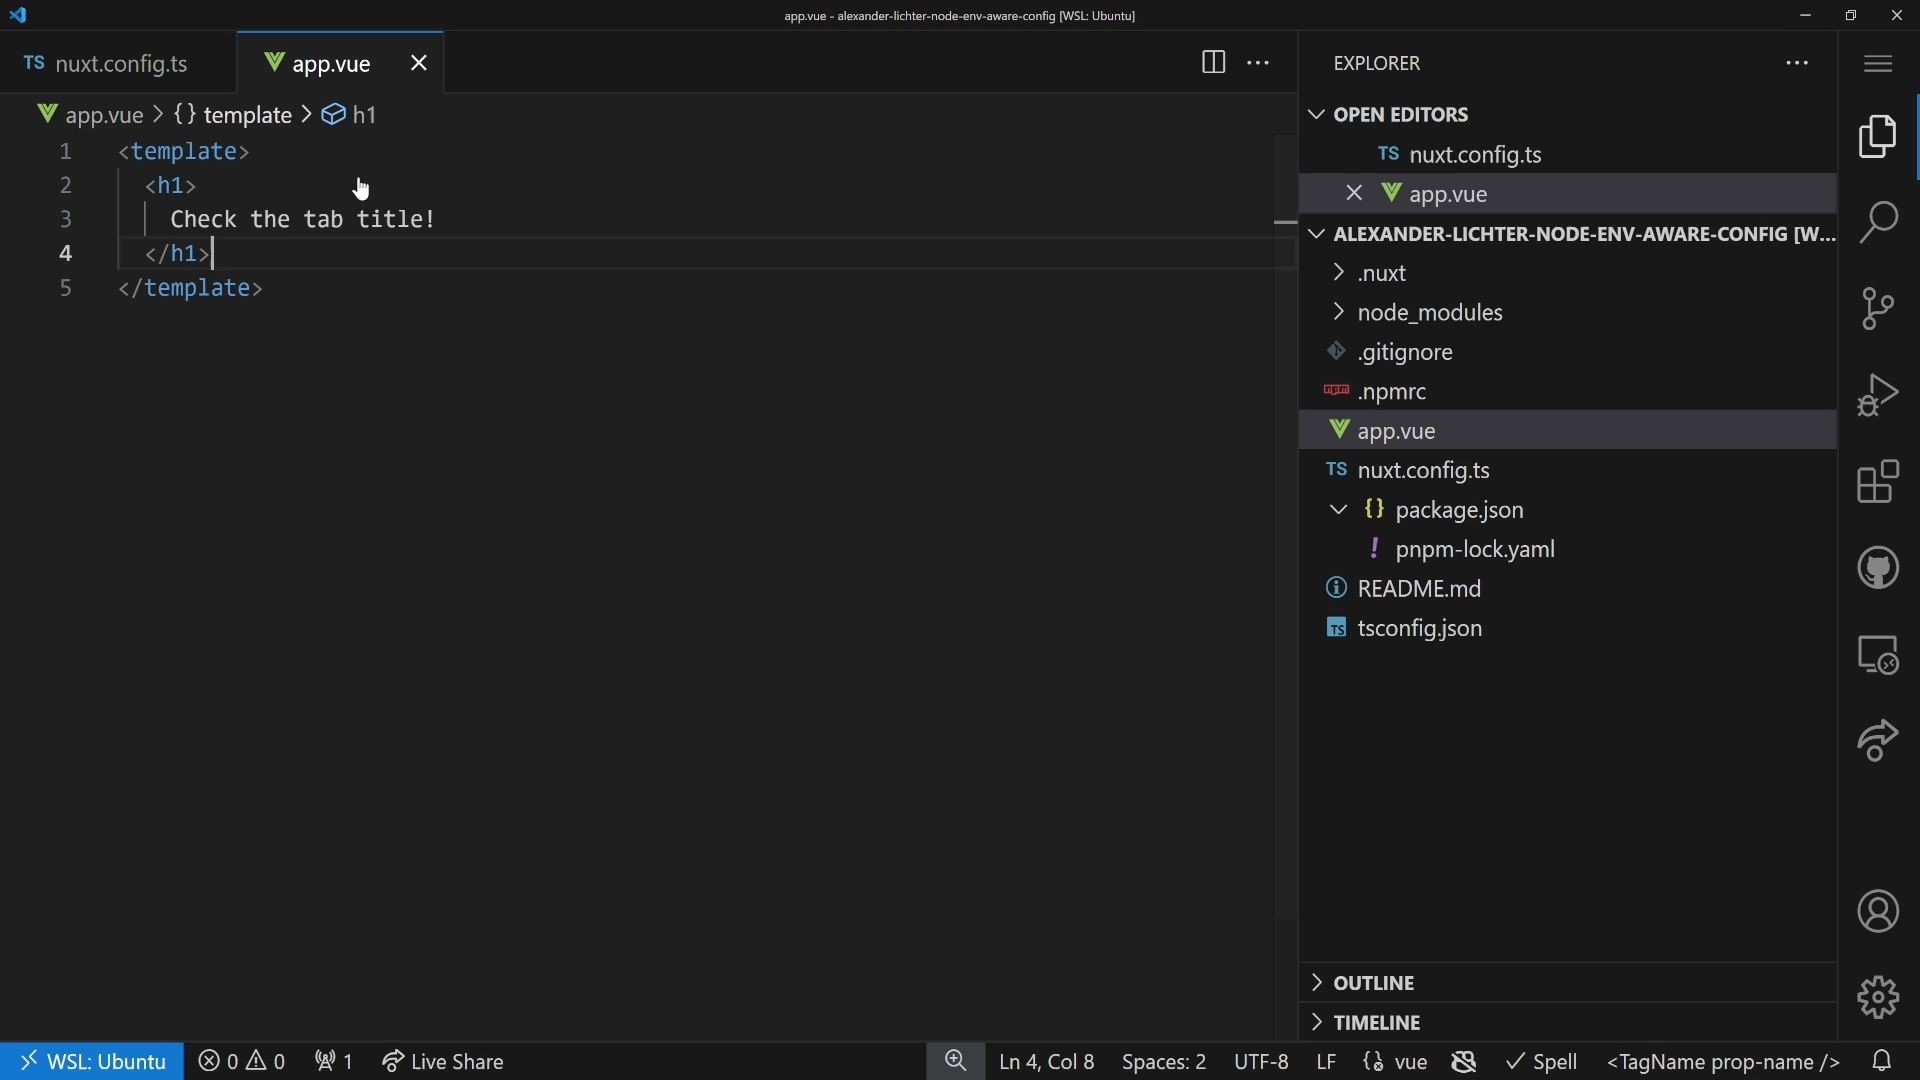 app.vue - alexander-lichter-node-env-aware-config [WSL: Ubuntu]
TS nuxt.config.ts
app.vue
app.vue > {} template > h1
1 <template>
2 <h1>
3 Check the tab title!
4 </h1>
5 </template>
EXPLORER
OPEN EDITORS
TS nuxt.config.ts
app.vue
ALEXANDER-LICHTER-NODE-ENV-AWARE-CONFIG [W...
.nuxt
node_modules
.gitignore
.npmrc
app.vue
TS nuxt.config.ts
{} package.json
! pnpm-lock.yaml
README.md
TS tsconfig.json
OUTLINE
TIMELINE
WSL: Ubuntu 0 0 1 Live Share Ln 4, Col 8 Spaces: 2 UTF-8 LF vue Spell <TagName prop-name />